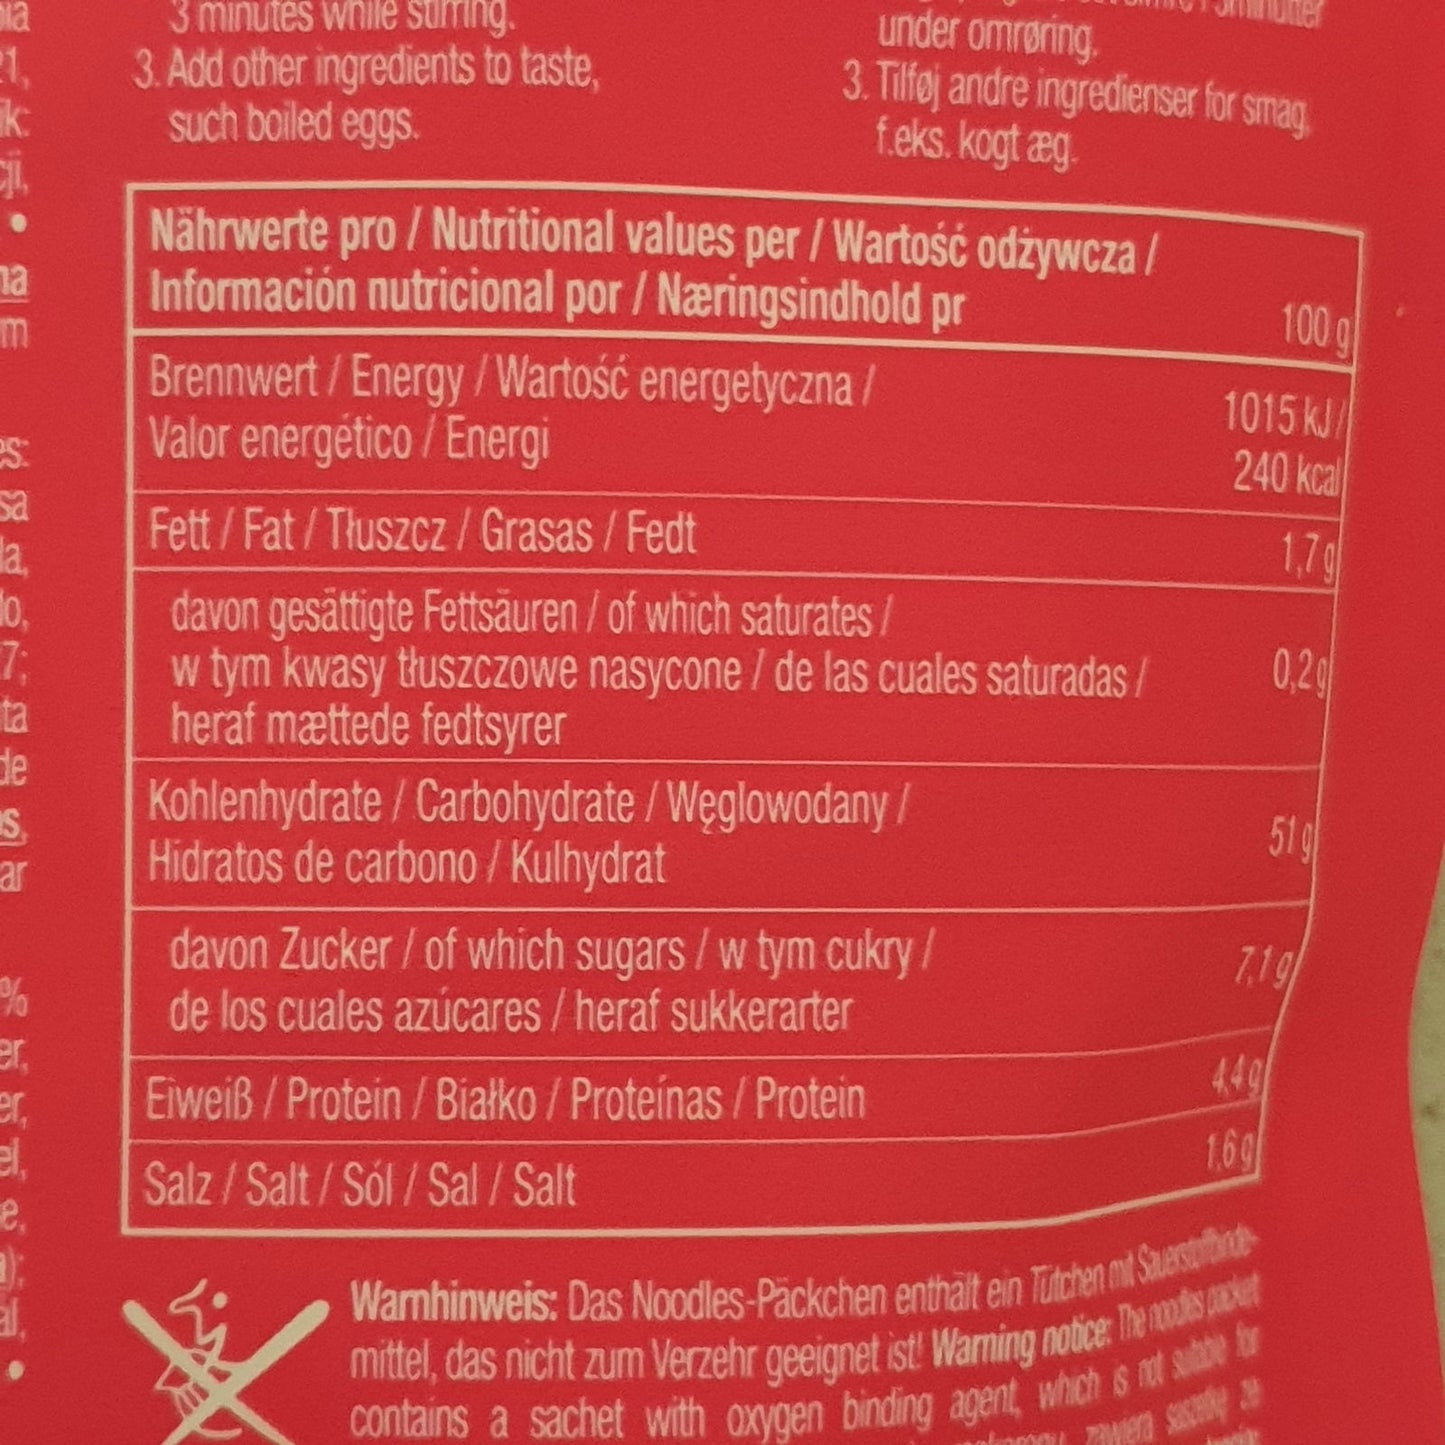 3 minutes while stirring.
3. Add other ingredients to taste,
such boiled eggs.
under omrøring.
3. Tilføj andre ingredienser for smag,
f.eks. kogt æg.
Nährwerte pro / Nutritional values per / Wartość odżywcza /
Información nutricional por / Næringsindhold pr
100 g
Brennwert / Energy / Wartość energetyczna /
Valor energético / Energi
1015 kJ/
240 kcal
Fett / Fat / Tłuszcz / Grasas / Fedt
1,7 g
davon gesättigte Fettsäuren / of which saturates /
w tym kwasy tłuszczowe nasycone / de las cuales saturadas /
heraf mættede fedtsyrer
0,2 g
Kohlenhydrate / Carbohydrate / Węglowodany /
Hidratos de carbono / Kulhydrat
51 g
davon Zucker / of which sugars / w tym cukry /
de los cuales azúcares / heraf sukkerarter
7,1 g
Eiweiß / Protein / Białko / Proteínas / Protein
4,4 g
Salz / Salt / Sól / Sal / Salt
1,6 g
Warnhinweis: Das Noodles-Päckchen enthält ein Tütchen mit Sauerstoffbinde-
mittel, das nicht zum Verzehr geeignet ist! Warning notice: The noodles packet
contains a sachet with oxygen binding agent, which is not suitable for
zawiera saszetkę ze